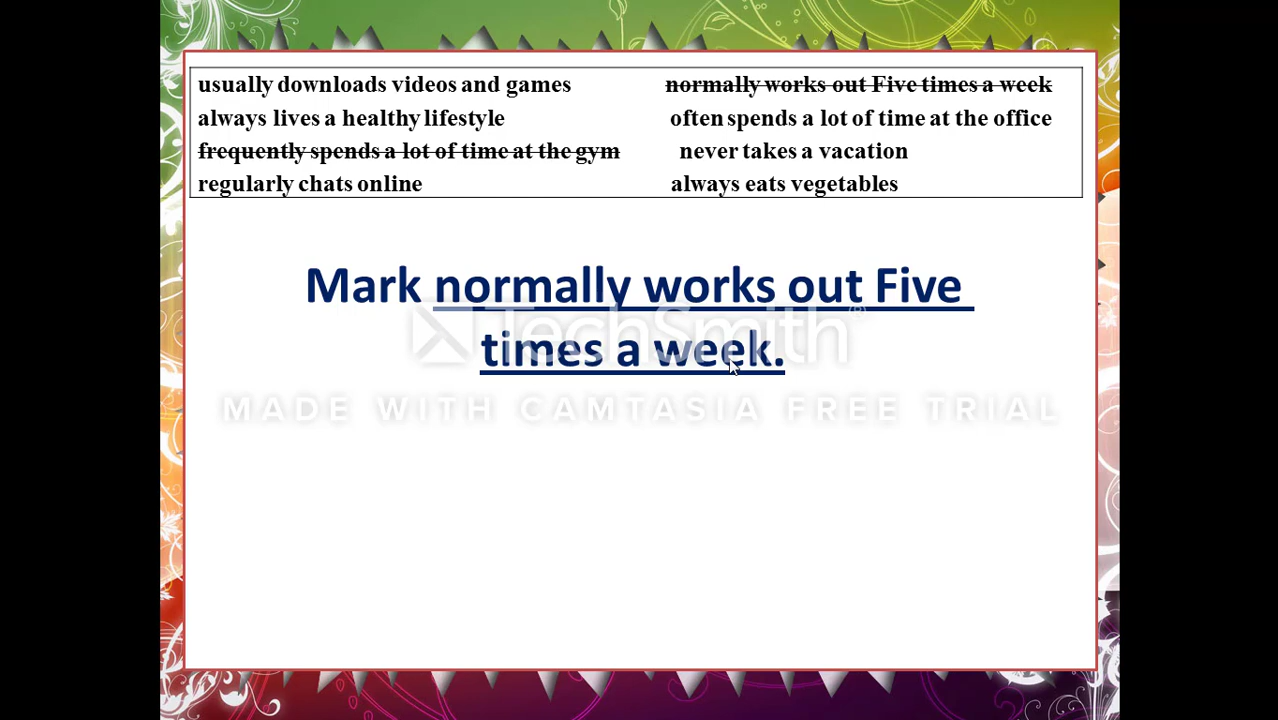 usually downloads videos and games normally works out Five times a week
always lives a healthy lifestyle often spends a lot of time at the office
frequently spends a lot of time at the gym never takes a vacation
regularly chats online always eats vegetables
Mark normally works out Five
times a week.
TechSmith®
MADE WITH CAMTASIA FREE TRIAL